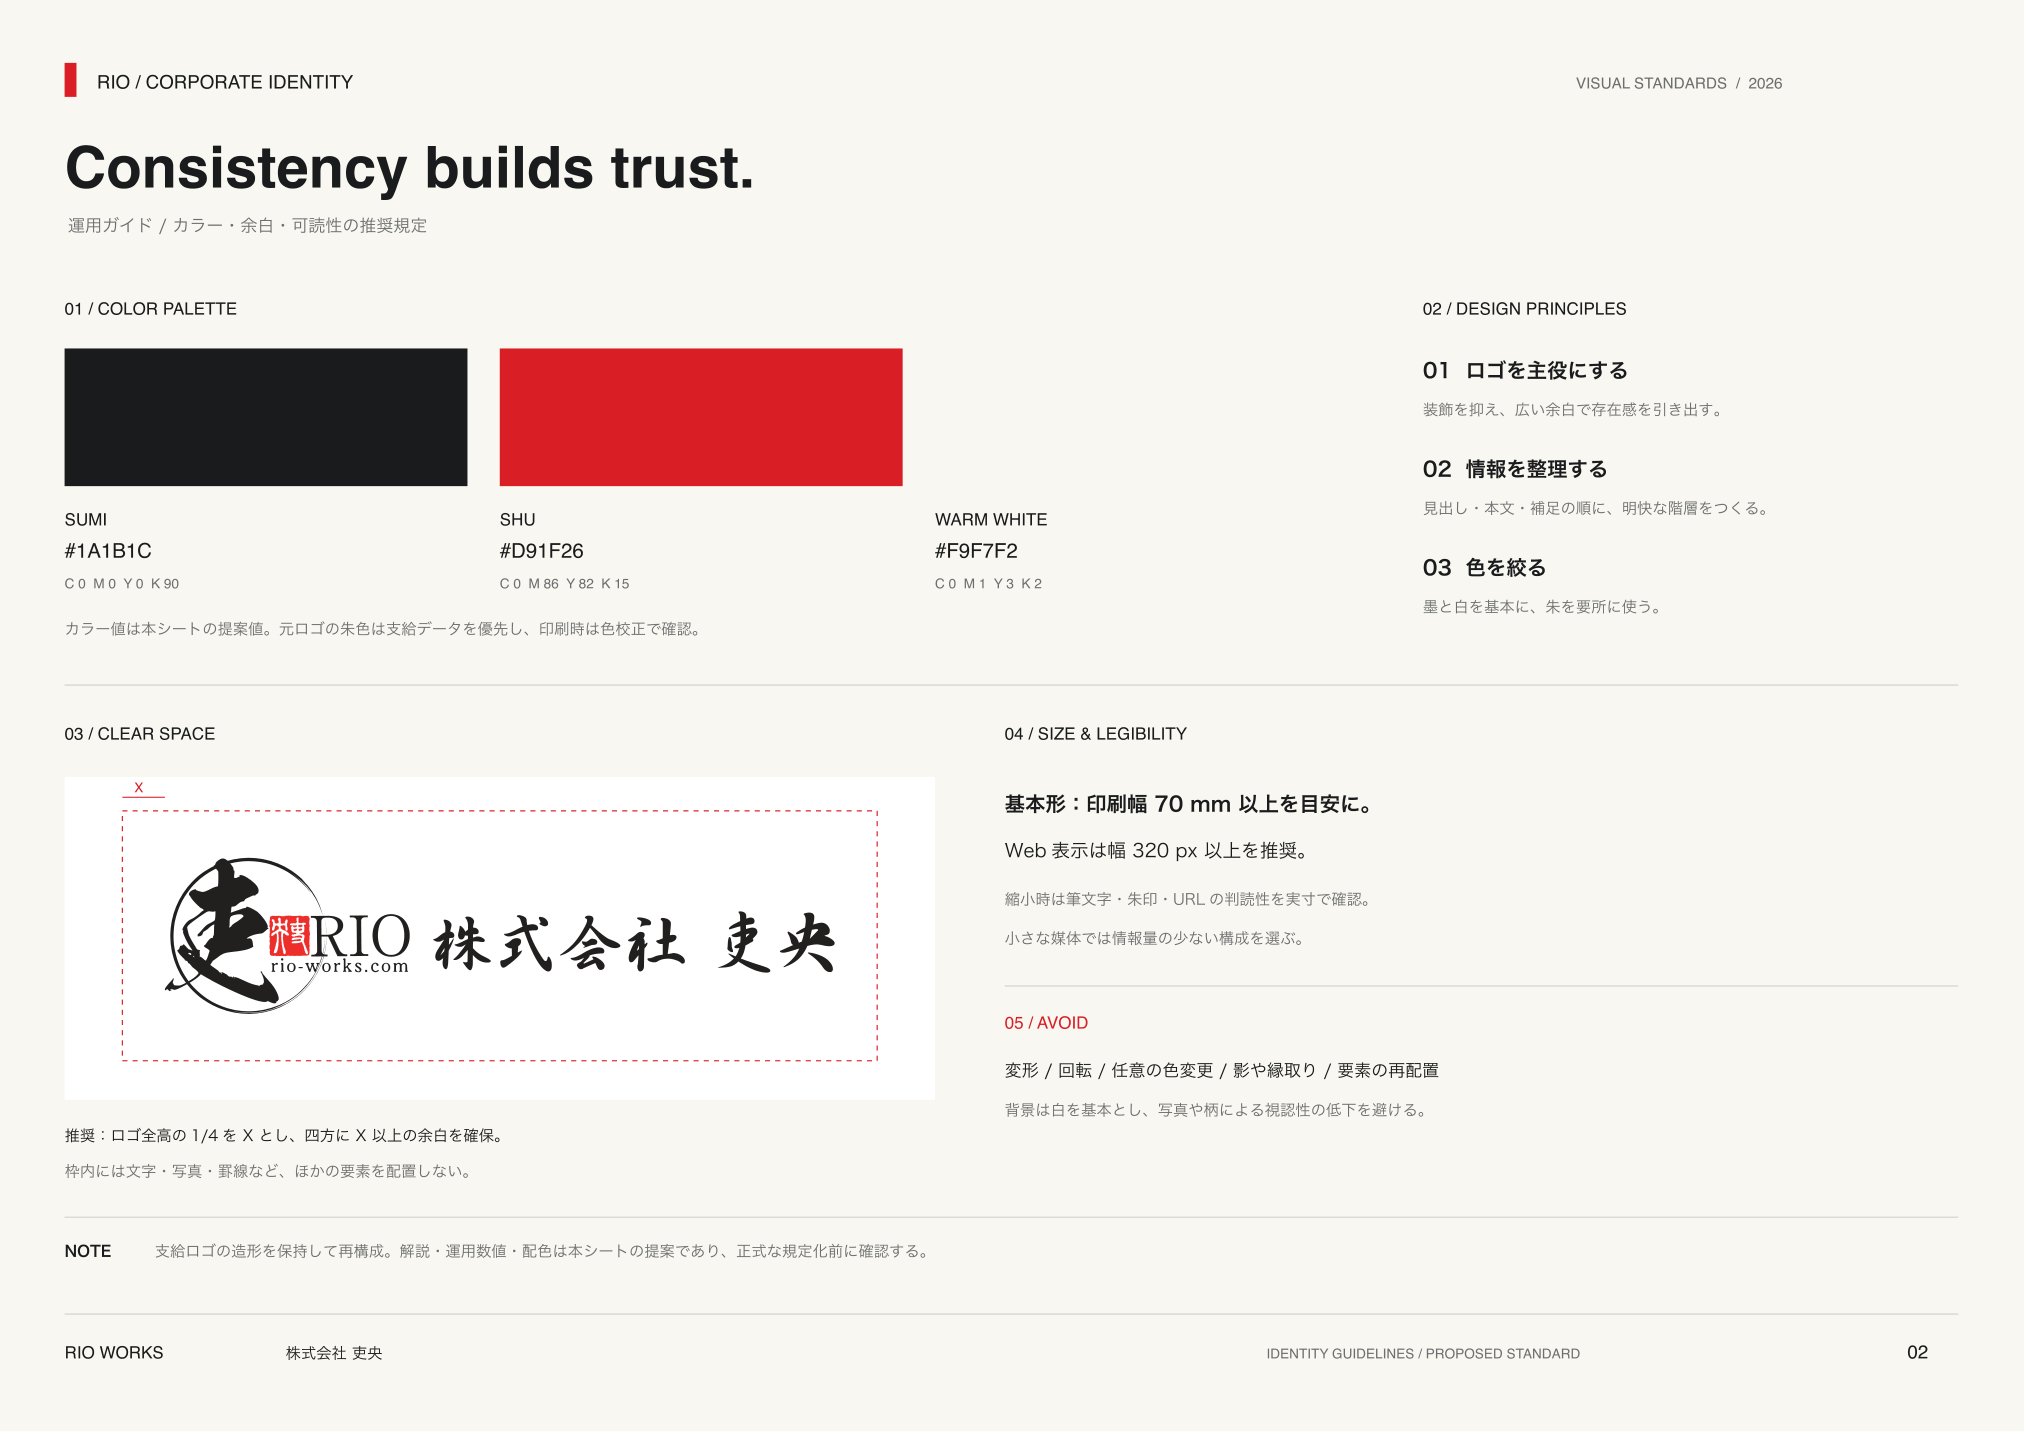 RIO / CORPORATE IDENTITY
VISUAL STANDARDS / 2026
Consistency builds trust.
運用ガイド / カラー・余白・可読性の推奨規定
01 / COLOR PALETTE
SUMI
#1A1B1C
C 0 M 0 Y 0 K 90
SHU
#D91F26
C 0 M 86 Y 82 K 15
WARM WHITE
#F9F7F2
C 0 M 1 Y 3 K 2
カラー値は本シートの提案値。元ロゴの朱色は支給データを優先し、印刷時は色校正で確認。
02 / DESIGN PRINCIPLES
01 ロゴを主役にする
装飾を抑え、広い余白で存在感を引き出す。
02 情報を整理する
見出し・本文・補足の順に、明快な階層をつくる。
03 色を絞る
墨と白を基本に、朱を要所に使う。
03 / CLEAR SPACE
X
吏
RIO
rio-works.com
株式会社 吏央
推奨：ロゴ全高の 1/4 を X とし、四方に X 以上の余白を確保。
枠内には文字・写真・罫線など、ほかの要素を配置しない。
04 / SIZE & LEGIBILITY
基本形：印刷幅 70 mm 以上を目安に。
Web 表示は幅 320 px 以上を推奨。
縮小時は筆文字・朱印・URL の判読性を実寸で確認。
小さな媒体では情報量の少ない構成を選ぶ。
05 / AVOID
変形 / 回転 / 任意の色変更 / 影や縁取り / 要素の再配置
背景は白を基本とし、写真や柄による視認性の低下を避ける。
NOTE 支給ロゴの造形を保持して再構成。解説・運用数値・配色は本シートの提案であり、正式な規定化前に確認する。
RIO WORKS
株式会社 吏央
IDENTITY GUIDELINES / PROPOSED STANDARD
02